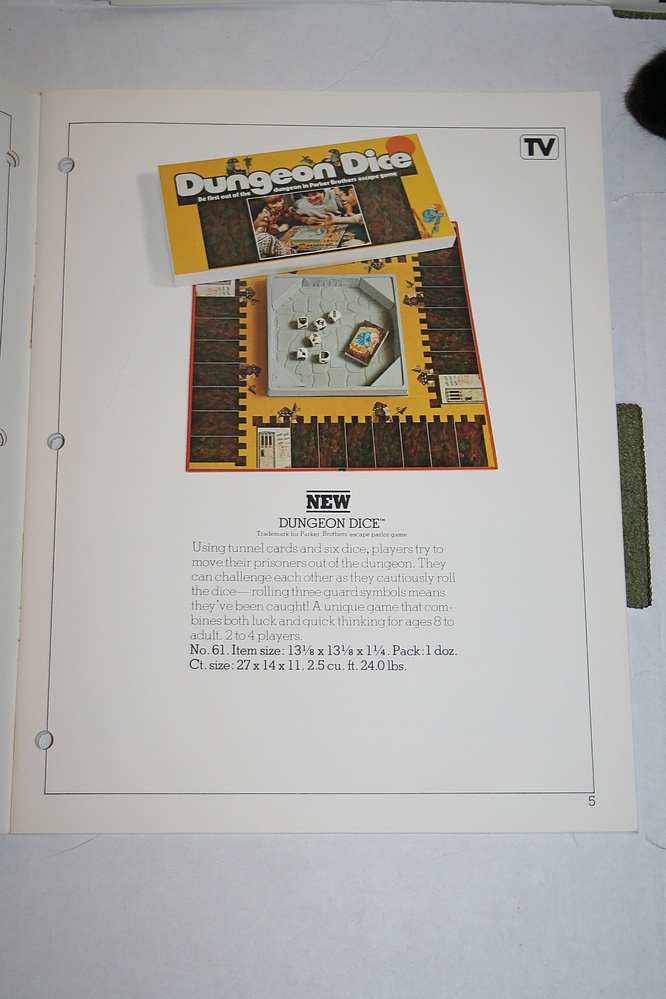 TV
Dungeon Dice
Be first out of the dungeon in Parker Brothers escape game
NEW
DUNGEON DICE™
Trademark for Parker Brothers' escape parlor game.
Using tunnel cards and six dice, players try to
move their prisoners out of the dungeon. They
can challenge each other as they cautiously roll
the dice—rolling three guard symbols means
they've been caught! A unique game that com-
bines both luck and quick thinking for ages 8 to
adult. 2 to 4 players.
No. 61. Item size: 13⅛ x 13⅛ x 1¼. Pack: 1 doz.
Ct. size: 27 x 14 x 11. 2.5 cu. ft. 24.0 lbs.
5